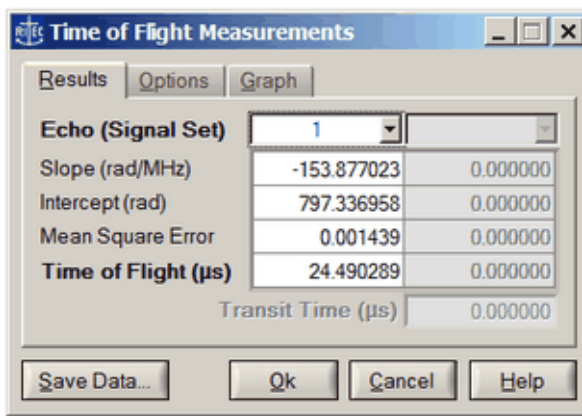 RITEC Time of Flight Measurements
Results Options Graph
Echo (Signal Set) 1
Slope (rad/MHz) -153.877023 0.000000
Intercept (rad) 797.336958 0.000000
Mean Square Error 0.001439 0.000000
Time of Flight (µs) 24.490289 0.000000
Transit Time (µs) 0.000000
Save Data... Ok Cancel Help